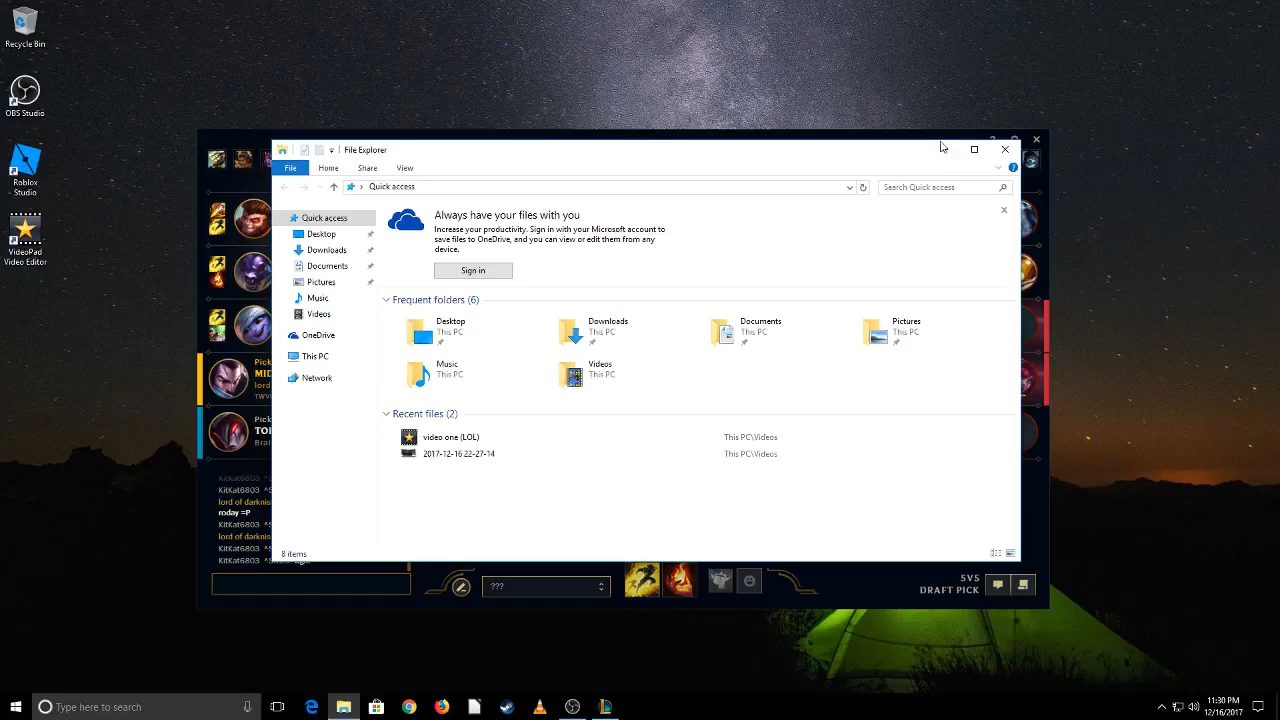 Recycle Bin
OBS Studio
Roblox
Studio
VideoPad
Video Editor
File Explorer
File
Home
Share
View
Quick access
Search Quick access
Quick access
Desktop
Downloads
Documents
Pictures
Music
Videos
OneDrive
This PC
Network
Always have your files with you
Increase your productivity. Sign in with your Microsoft account to
save files to OneDrive, and you can view or edit them from any
device.
Sign in
Frequent folders (6)
Desktop
This PC
Downloads
This PC
Documents
This PC
Pictures
This PC
Music
This PC
Videos
This PC
Recent files (2)
video one (LOL)
This PC\Videos
2017-12-16 22-27-14
This PC\Videos
8 items
Pick
MID
lord
Pick
Brai
KitKat6803
KitKat6803
lord of darknis
roday =P
KitKat6803
lord of darknis
KitKat6803
KitKat6803
???
5V5
DRAFT PICK
Type here to search
11:30 PM
12/16/2017